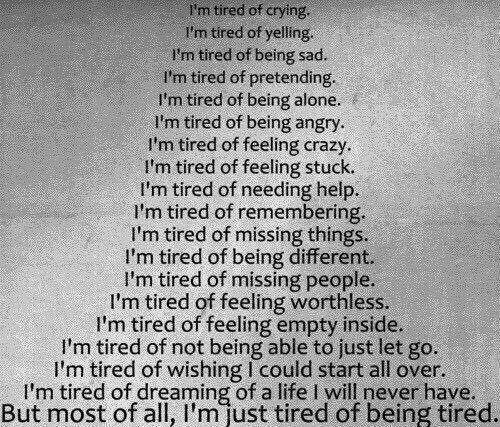 I'm tired of crying.
I'm tired of yelling.
I'm tired of being sad.
I'm tired of pretending.
I'm tired of being alone.
I'm tired of being angry.
I'm tired of feeling crazy.
I'm tired of feeling stuck.
I'm tired of needing help.
I'm tired of remembering.
I'm tired of missing things.
I'm tired of being different.
I'm tired of missing people.
I'm tired of feeling worthless.
I'm tired of feeling empty inside.
I'm tired of not being able to just let go.
I'm tired of wishing I could start all over.
I'm tired of dreaming of a life I will never have.
But most of all, I'm just tired of being tired.